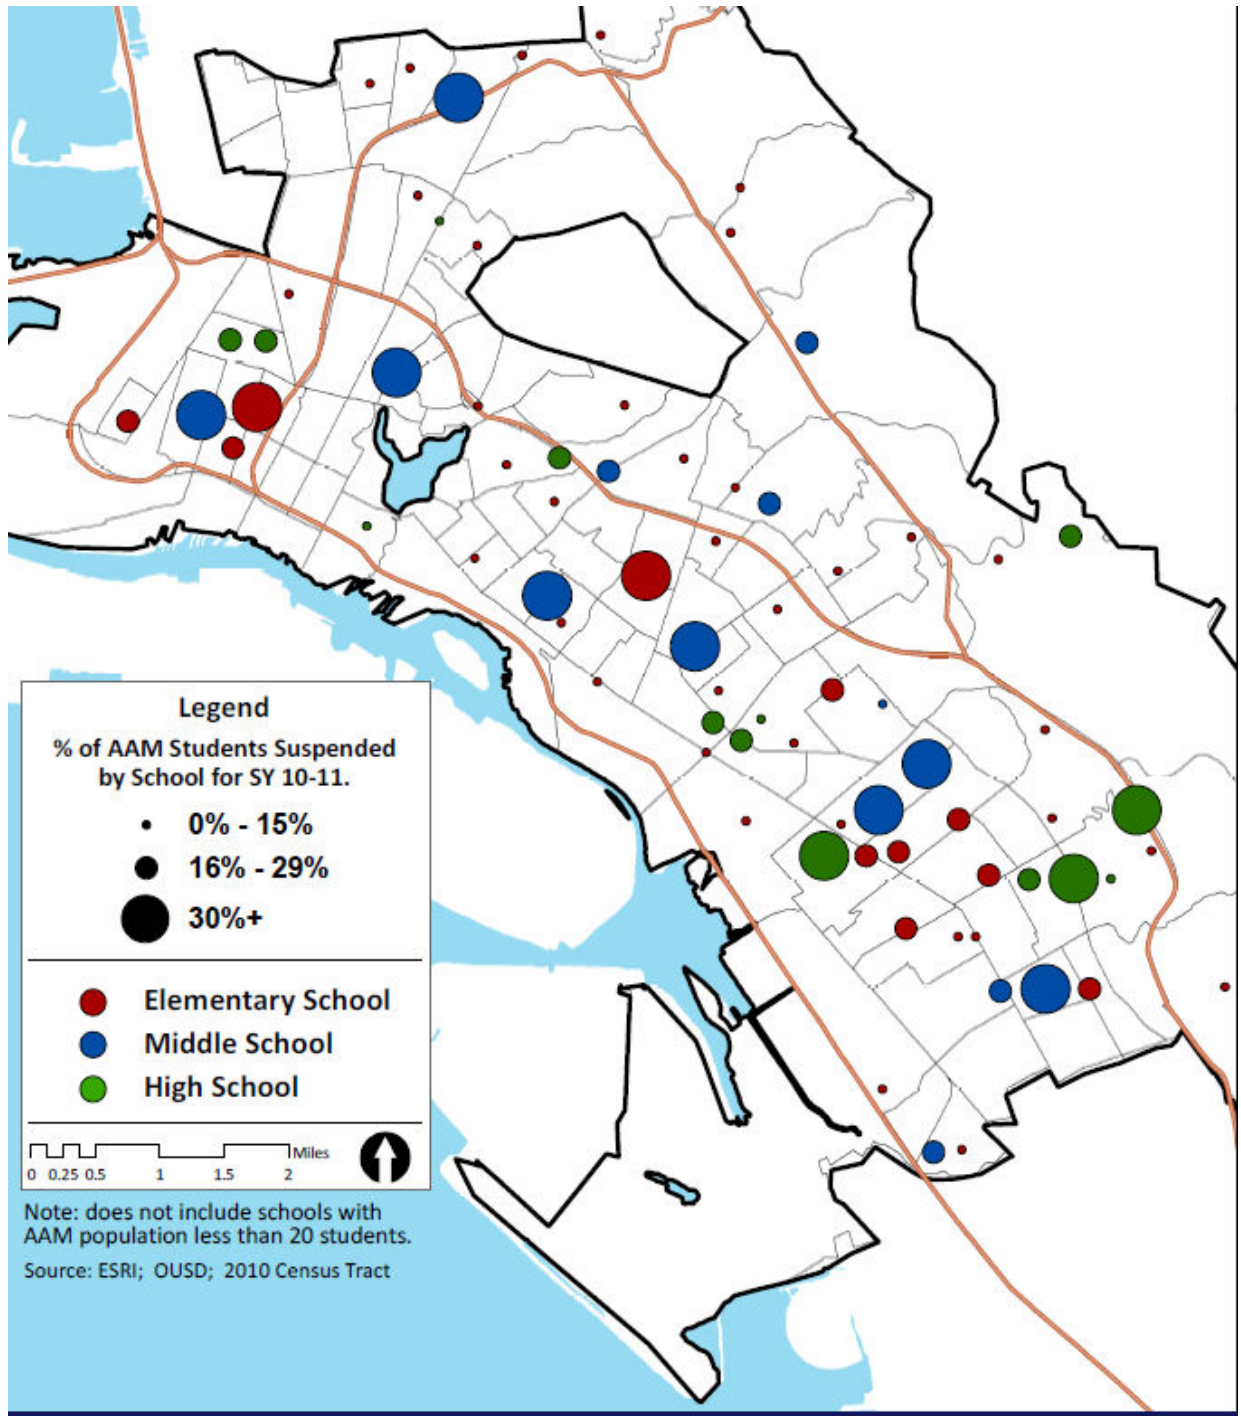 Legend
% of AAM Students Suspended
by School for SY 10-11.
0% - 15%
16% - 29%
30%+
Elementary School
Middle School
High School
Miles
0 0.25 0.5 1 1.5 2
Note: does not include schools with
AAM population less than 20 students.
Source: ESRI; OUSD; 2010 Census Tract